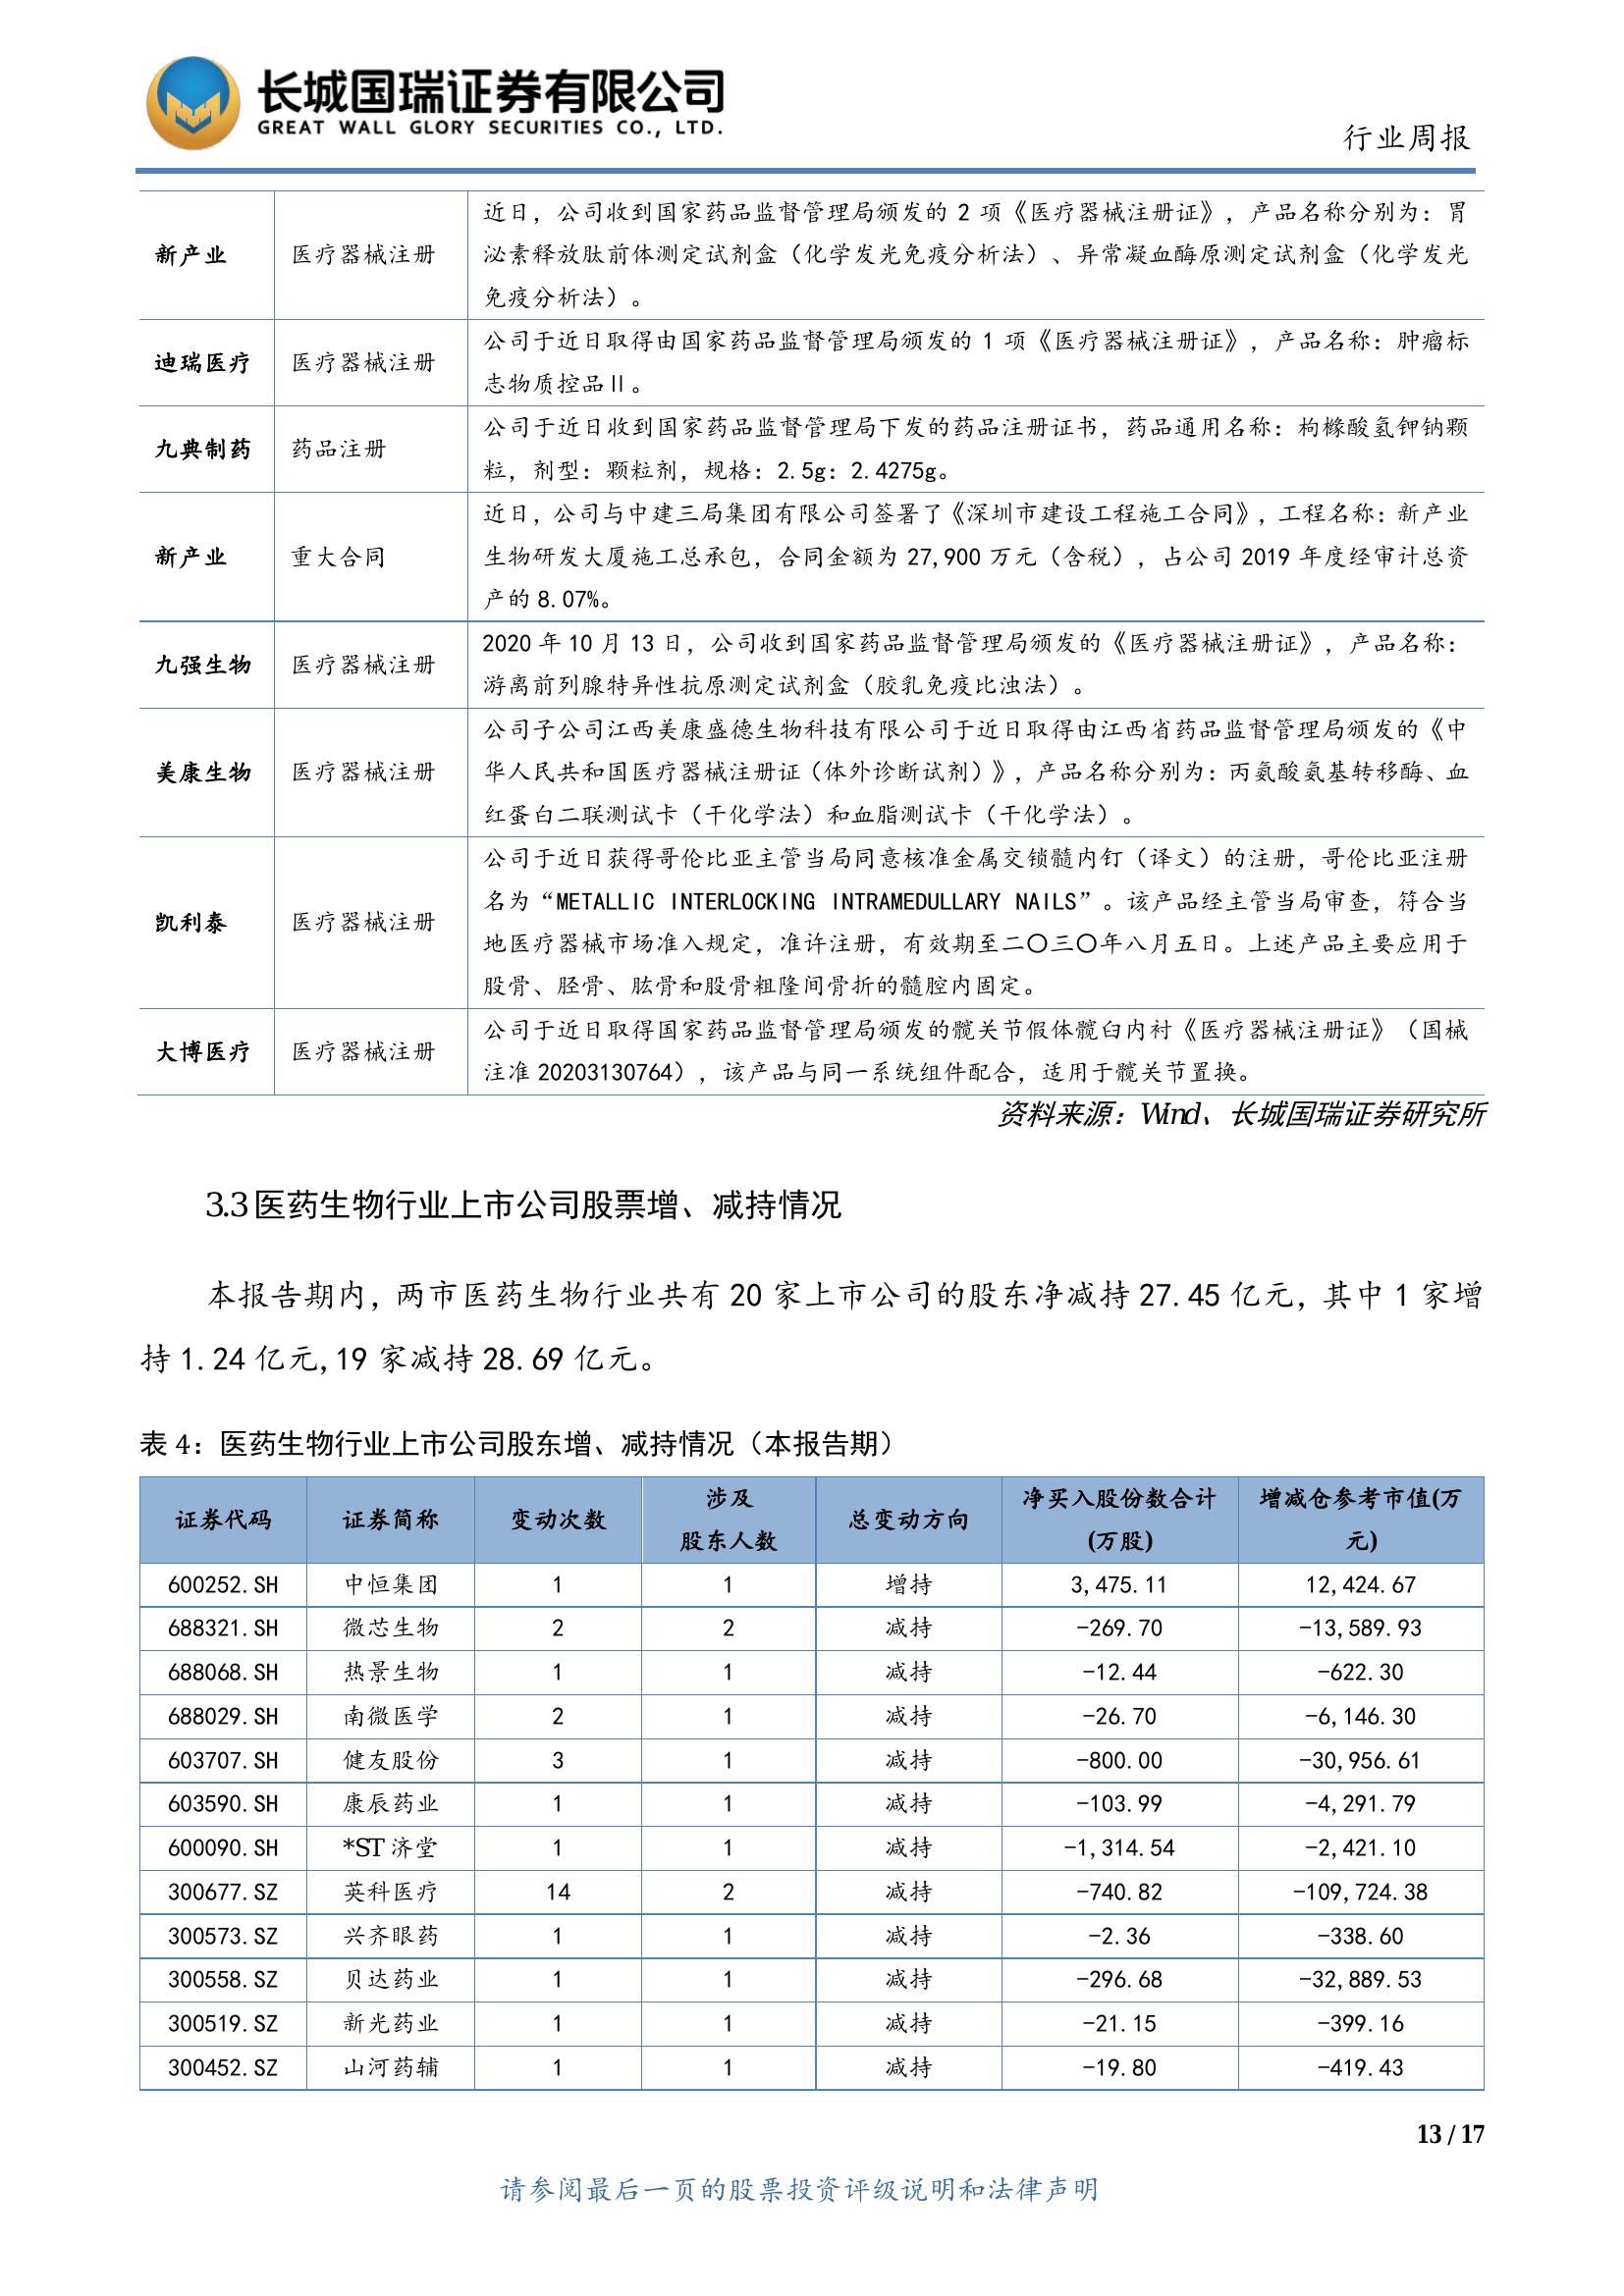 长城国瑞证券有限公司
GREAT WALL GLORY SECURITIES CO., LTD.
行业周报
新产业 医疗器械注册 近日，公司收到国家药品监督管理局颁发的 2 项《医疗器械注册证》，产品名称分别为：胃
泌素释放肽前体测定试剂盒（化学发光免疫分析法）、异常凝血酶原测定试剂盒（化学发光
免疫分析法）。
迪瑞医疗 医疗器械注册 公司于近日取得由国家药品监督管理局颁发的 1 项《医疗器械注册证》，产品名称：肿瘤标
志物质控品Ⅱ。
九典制药 药品注册 公司于近日收到国家药品监督管理局下发的药品注册证书，药品通用名称：枸橼酸氢钾钠颗
粒，剂型：颗粒剂，规格：2.5g：2.4275g。
新产业 重大合同 近日，公司与中建三局集团有限公司签署了《深圳市建设工程施工合同》，工程名称：新产业
生物研发大厦施工总承包，合同金额为 27,900 万元（含税），占公司 2019 年度经审计总资
产的 8.07%。
九强生物 医疗器械注册 2020 年 10 月 13 日，公司收到国家药品监督管理局颁发的《医疗器械注册证》，产品名称：
游离前列腺特异性抗原测定试剂盒（胶乳免疫比浊法）。
美康生物 医疗器械注册 公司子公司江西美康盛德生物科技有限公司于近日取得由江西省药品监督管理局颁发的《中
华人民共和国医疗器械注册证（体外诊断试剂）》，产品名称分别为：丙氨酸氨基转移酶、血
红蛋白二联测试卡（干化学法）和血脂测试卡（干化学法）。
凯利泰 医疗器械注册 公司于近日获得哥伦比亚主管当局同意核准金属交锁髓内钉（译文）的注册，哥伦比亚注册
名为“METALLIC INTERLOCKING INTRAMEDULLARY NAILS”。该产品经主管当局审查，符合当
地医疗器械市场准入规定，准许注册，有效期至二〇三〇年八月五日。上述产品主要应用于
股骨、胫骨、肱骨和股骨粗隆间骨折的髓腔内固定。
大博医疗 医疗器械注册 公司于近日取得国家药品监督管理局颁发的髋关节假体髋臼内衬《医疗器械注册证》（国械
注准 20203130764），该产品与同一系统组件配合，适用于髋关节置换。
资料来源：Wind、长城国瑞证券研究所
3.3 医药生物行业上市公司股票增、减持情况
本报告期内，两市医药生物行业共有 20 家上市公司的股东净减持 27.45 亿元，其中 1 家增
持 1.24 亿元,19 家减持 28.69 亿元。
表 4：医药生物行业上市公司股东增、减持情况（本报告期）
证券代码 证券简称 变动次数 涉及 股东人数 总变动方向 净买入股份数合计 (万股) 增减仓参考市值(万 元)
600252.SH 中恒集团 1 1 增持 3,475.11 12,424.67
688321.SH 微芯生物 2 2 减持 -269.70 -13,589.93
688068.SH 热景生物 1 1 减持 -12.44 -622.30
688029.SH 南微医学 2 1 减持 -26.70 -6,146.30
603707.SH 健友股份 3 1 减持 -800.00 -30,956.61
603590.SH 康辰药业 1 1 减持 -103.99 -4,291.79
600090.SH *ST 济堂 1 1 减持 -1,314.54 -2,421.10
300677.SZ 英科医疗 14 2 减持 -740.82 -109,724.38
300573.SZ 兴齐眼药 1 1 减持 -2.36 -338.60
300558.SZ 贝达药业 1 1 减持 -296.68 -32,889.53
300519.SZ 新光药业 1 1 减持 -21.15 -399.16
300452.SZ 山河药辅 1 1 减持 -19.80 -419.43
13 / 17
请参阅最后一页的股票投资评级说明和法律声明